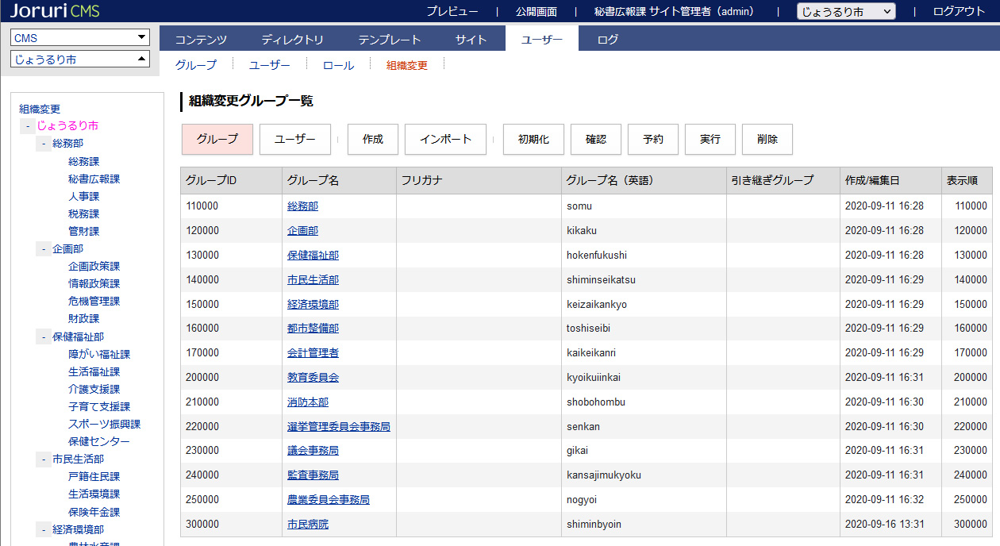 Joruri CMS プレビュー | 公開画面 | 秘書広報課 サイト管理者（admin） | じょうるり市 | ログアウト
CMS
じょうるり市
コンテンツ ディレクトリ テンプレート サイト ユーザー ログ
グループ ユーザー ロール 組織変更
組織変更
- じょうるり市
- 総務部
総務課
秘書広報課
人事課
税務課
管財課
- 企画部
企画政策課
情報政策課
危機管理課
財政課
- 保健福祉部
障がい福祉課
生活福祉課
介護支援課
子育て支援課
スポーツ振興課
保健センター
- 市民生活部
戸籍住民課
生活環境課
保険年金課
- 経済環境部
組織変更グループ一覧
グループ ユーザー 作成 インポート 初期化 確認 予約 実行 削除
グループID グループ名 フリガナ グループ名（英語） 引き継ぎグループ 作成/編集日 表示順
110000 総務部 somu 2020-09-11 16:28 110000
120000 企画部 kikaku 2020-09-11 16:28 120000
130000 保健福祉部 hokenfukushi 2020-09-11 16:28 130000
140000 市民生活部 shiminseikatsu 2020-09-11 16:29 140000
150000 経済環境部 keizaikankyo 2020-09-11 16:29 150000
160000 都市整備部 toshiseibi 2020-09-11 16:29 160000
170000 会計管理者 kaikeikanri 2020-09-11 16:29 170000
200000 教育委員会 kyoikuiinkai 2020-09-11 16:31 200000
210000 消防本部 shobohombu 2020-09-11 16:30 210000
220000 選挙管理委員会事務局 senkan 2020-09-11 16:30 220000
230000 議会事務局 gikai 2020-09-11 16:31 230000
240000 監査事務局 kansajimukyoku 2020-09-11 16:31 240000
250000 農業委員会事務局 nogyoi 2020-09-11 16:32 250000
300000 市民病院 shiminbyoin 2020-09-16 13:31 300000